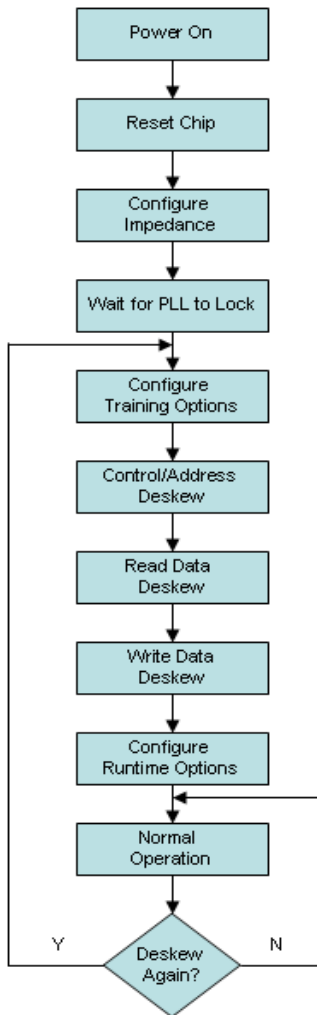 Power On
Reset Chip
Configure
Impedance
Wait for PLL to Lock
Configure
Training Options
Control/Address
Deskew
Read Data
Deskew
Write Data
Deskew
Configure
Runtime Options
Normal
Operation
Y
Deskew
Again?
N